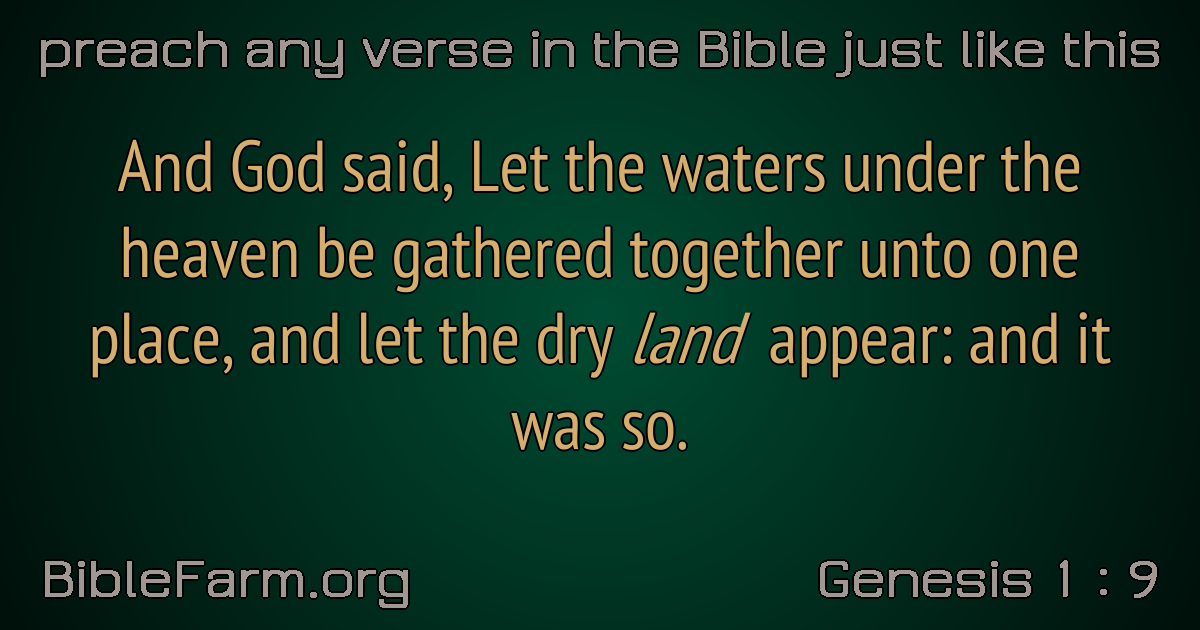 preach any verse in the Bible just like this
And God said, Let the waters under the
heaven be gathered together unto one
place, and let the dry land appear: and it
was so.
BibleFarm.org
Genesis 1 : 9